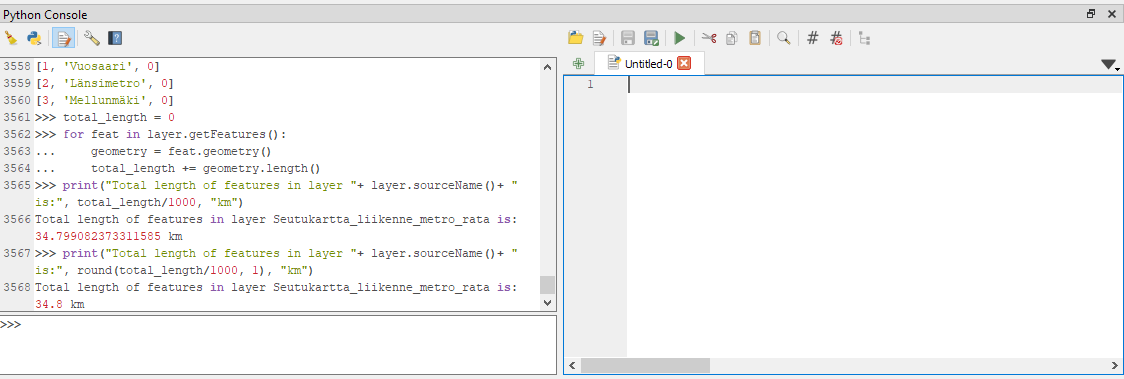 Python Console
Untitled-0
3558 [1, 'Vuosaari', 0]
3559 [2, 'Länsimetro', 0]
3560 [3, 'Mellunmäki', 0]
3561 >>> total_length = 0
3562 >>> for feat in layer.getFeatures():
3563 ...     geometry = feat.geometry()
3564 ...     total_length += geometry.length()
3565 >>> print("Total length of features in layer "+ layer.sourceName()+ "
is:", total_length/1000, "km")
3566 Total length of features in layer Seutukartta_liikenne_metro_rata is:
34.799082373311585 km
3567 >>> print("Total length of features in layer "+ layer.sourceName()+ "
is:", round(total_length/1000, 1), "km")
3568 Total length of features in layer Seutukartta_liikenne_metro_rata is:
34.8 km
>>>
1